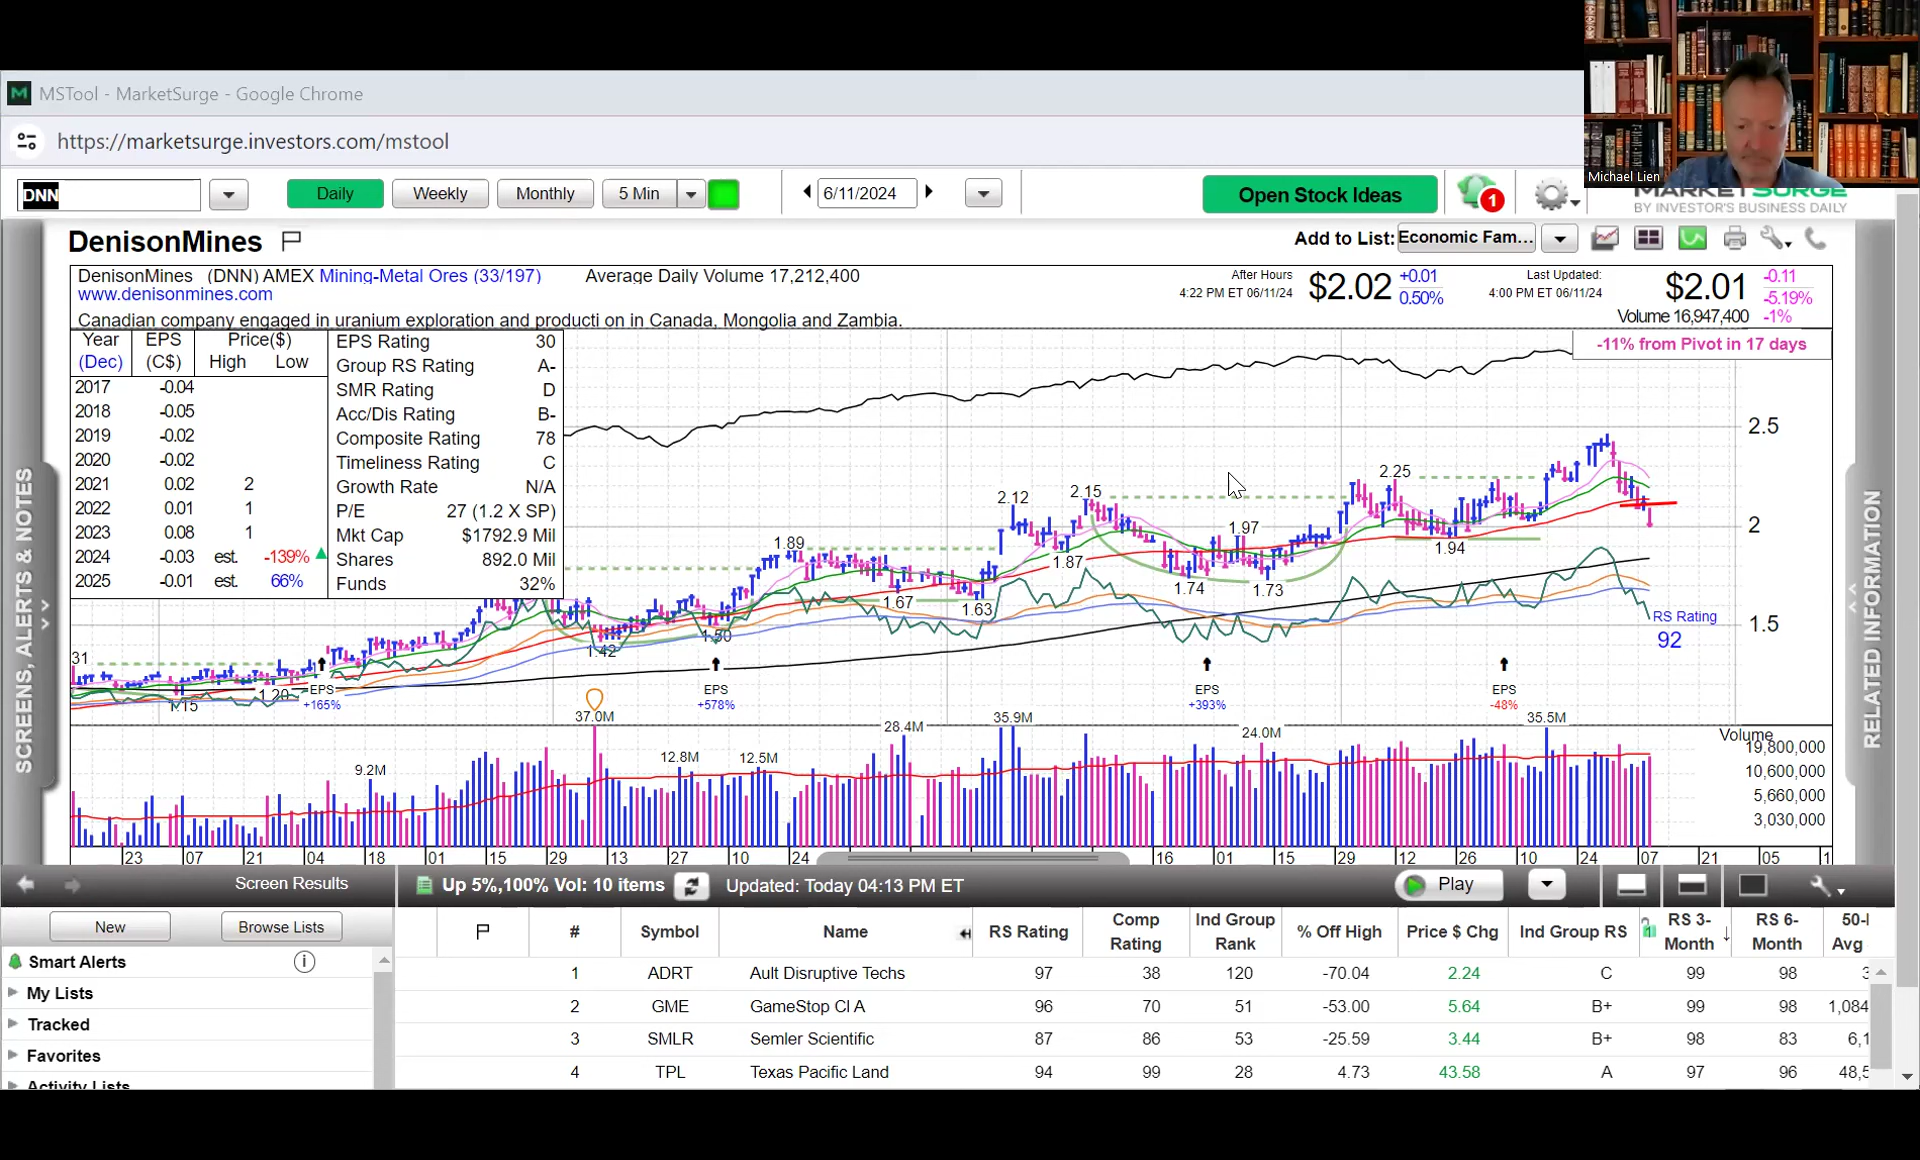 MSTool - MarketSurge - Google Chrome
https://marketsurge.investors.com/mstool
Michael Lien
DNN
Daily
Weekly
Monthly
5 Min
6/11/2024
Open Stock Ideas
1
MARKETSURGE
BY INVESTOR'S BUSINESS DAILY
DenisonMines
Add to List:
Economic Fam...
DenisonMines (DNN) AMEX Mining-Metal Ores (33/197) Average Daily Volume 17,212,400
www.denisonmines.com
Canadian company engaged in uranium exploration and producti on in Canada, Mongolia and Zambia.
After Hours
4:22 PM ET 06/11/24
$2.02
+0.01
0.50%
Last Updated:
4:00 PM ET 06/11/24
$2.01
-0.11
-5.19%
Volume 16,947,400 -1%
-11% from Pivot in 17 days
Year EPS Price($)
(Dec) (C$) High Low
2017 -0.04
2018 -0.05
2019 -0.02
2020 -0.02
2021 0.02 2
2022 0.01 1
2023 0.08 1
2024 -0.03 est. -139%
2025 -0.01 est. 66%
EPS Rating 30
Group RS Rating A-
SMR Rating D
Acc/Dis Rating B-
Composite Rating 78
Timeliness Rating C
Growth Rate N/A
P/E 27 (1.2 X SP)
Mkt Cap $1792.9 Mil
Shares 892.0 Mil
Funds 32%
2.5
2
1.5
2.12
2.15
2.25
1.89
1.97
1.94
1.87
1.74
1.73
1.67
1.63
1.50
1.42
31
1.20
1.15
RS Rating
92
EPS
+165%
EPS
+578%
EPS
+393%
EPS
-48%
37.0M
28.4M
35.9M
24.0M
35.5M
9.2M
12.8M
12.5M
Volume
19,800,000
10,600,000
5,660,000
3,030,000
23 07 21 04 18 01 15 29 13 27 10 24 16 01 15 29 12 26 10 24 07 21 05 1
SCREENS, ALERTS & NOTES
RELATED INFORMATION
Screen Results
Up 5%,100% Vol: 10 items
Updated: Today 04:13 PM ET
Play
New
Browse Lists
Smart Alerts
My Lists
Tracked
Favorites
Activity Lists
# Symbol Name RS Rating Comp Rating Ind Group Rank % Off High Price $ Chg Ind Group RS RS 3-Month RS 6-Month 50-
Avg
1 ADRT Ault Disruptive Techs 97 38 120 -70.04 2.24 C 99 98 3
2 GME GameStop Cl A 96 70 51 -53.00 5.64 B+ 99 98 1,084
3 SMLR Semler Scientific 87 86 53 -25.59 3.44 B+ 98 83 6,1
4 TPL Texas Pacific Land 94 99 28 4.73 43.58 A 97 96 48,5